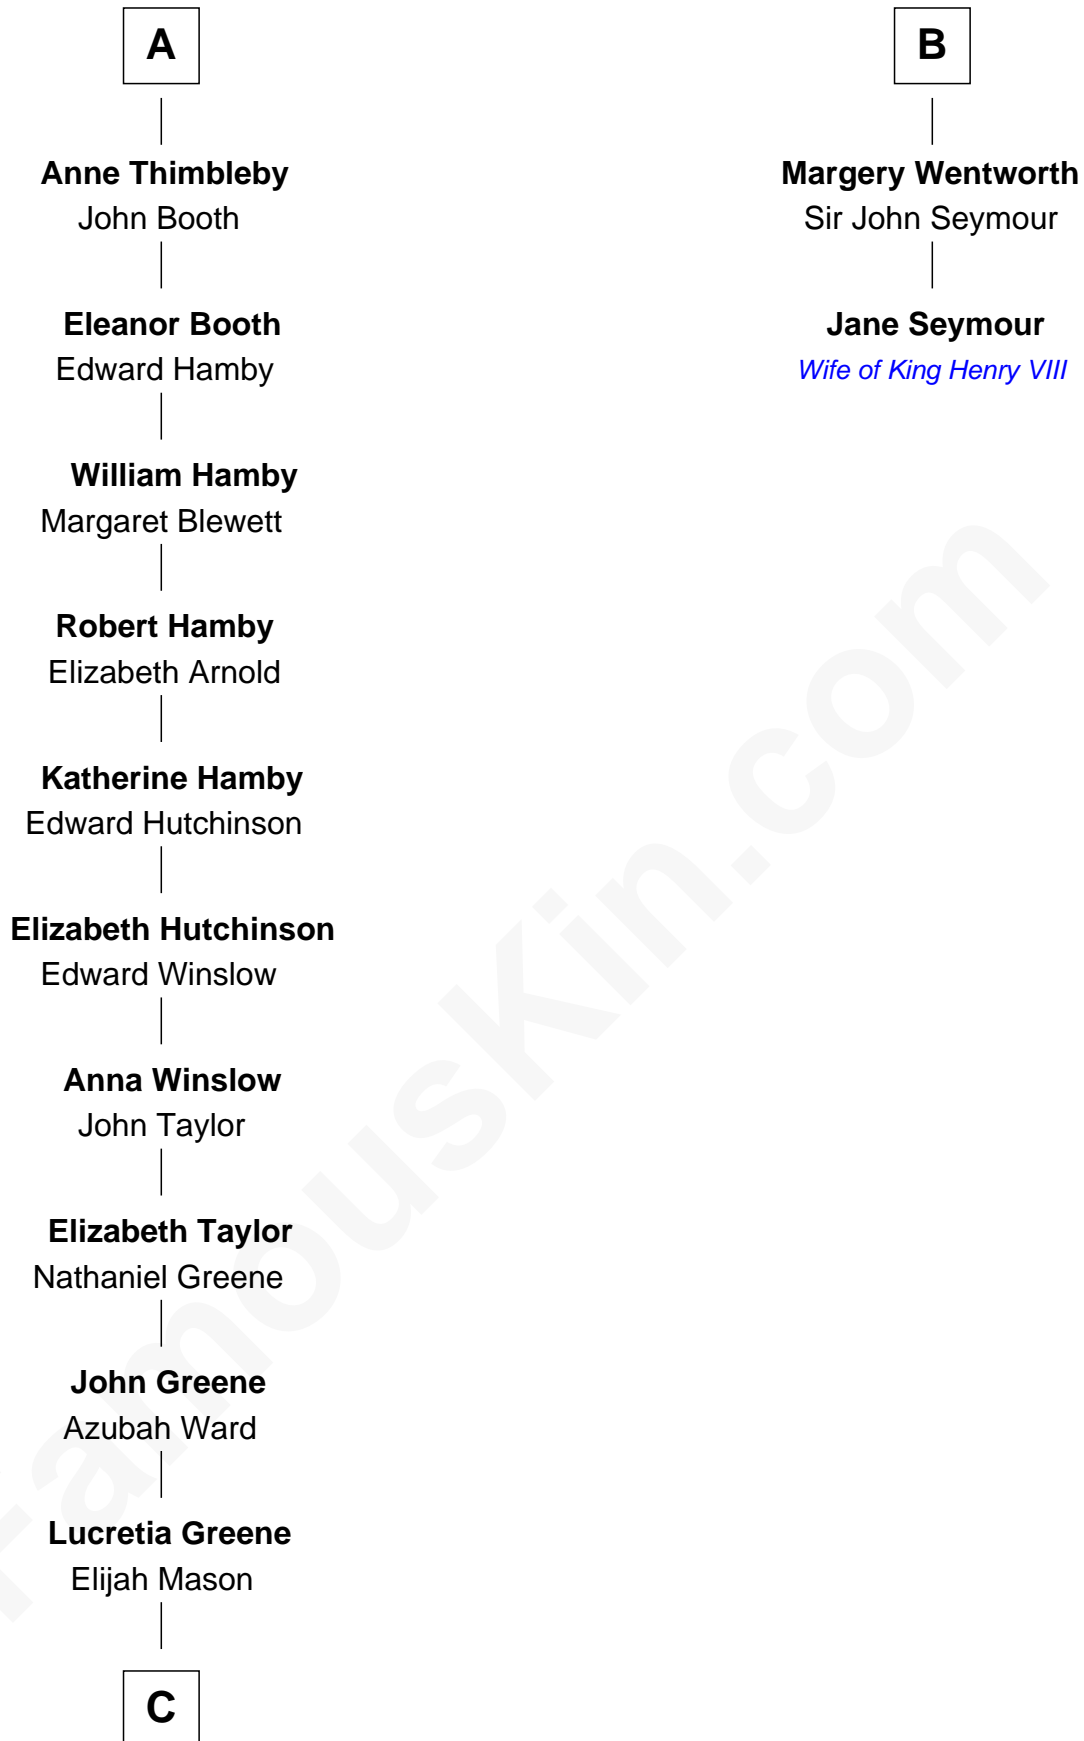 A
Anne Thimbleby
John Booth
Eleanor Booth
Edward Hamby
William Hamby
Margaret Blewett
Robert Hamby
Elizabeth Arnold
Katherine Hamby
Edward Hutchinson
Elizabeth Hutchinson
Edward Winslow
Anna Winslow
John Taylor
Elizabeth Taylor
Nathaniel Greene
John Greene
Azubah Ward
Lucretia Greene
Elijah Mason
C
B
Margery Wentworth
Sir John Seymour
Jane Seymour
Wife of King Henry VIII
FamousKin.com